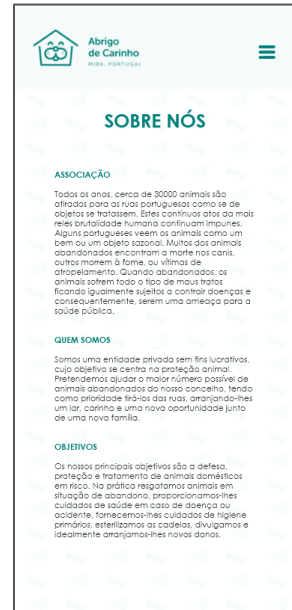 Abrigo
de Carinho
MIRA, PORTUGAL
SOBRE NÓS
ASSOCIAÇÃO
Todos os anos, cerca de 30000 animais são
atirados para as ruas portuguesas como se de
objetos se tratassem. Estes contínuos atos da mais
reles brutalidade humana continuam impunes.
Alguns portugueses veem os animais como um
bem ou um objeto sazonal. Muitos dos animais
abandonados encontram a morte nos canis,
outros morrem à fome, ou vítimas de
atropelamento. Quando abandonados, os
animais sofrem todo o tipo de maus tratos
ficando igualmente sujeitos a contrair doenças e
consequentemente, serem uma ameaça para a
saúde pública.
QUEM SOMOS
Somos uma entidade privada sem fins lucrativos,
cujo objetivo se centra na proteção animal.
Pretendemos ajudar o maior número possível de
animais abandonados do nosso concelho, tendo
como prioridade tirá-los das ruas, arranjando-lhes
um lar, carinho e uma nova oportunidade junto
de uma nova família.
OBJETIVOS
Os nossos principais objetivos são a defesa,
proteção e tratamento de animais domésticos
em risco. Na prática resgatamos animais em
situação de abandono, proporcionamos-lhes
cuidados de saúde em caso de doença ou
acidente, fornecemos-lhes cuidados de higiene
primários, esterilizamos as cadelas, divulgamos e
idealmente arranjamos-lhes novos donos.